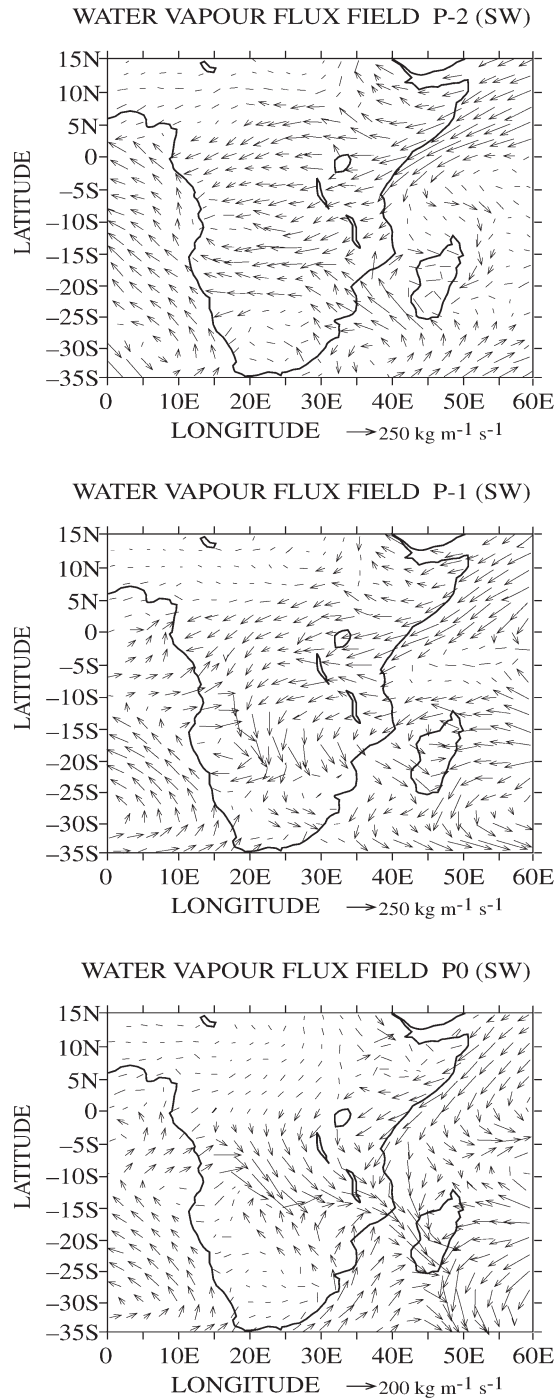 WATER VAPOUR FLUX FIELD P-2 (SW)
15N
10N
5N
0
–5S
–10S
–15S
–20S
–25S
–30S
–35S
LATITUDE
0 10E 20E 30E 40E 50E 60E
LONGITUDE 250 kg m-1 s-1
WATER VAPOUR FLUX FIELD P-1 (SW)
15N
10N
5N
0
–5S
–10S
–15S
–20S
–25S
–30S
–35S
LATITUDE
0 10E 20E 30E 40E 50E 60E
LONGITUDE 250 kg m-1 s-1
WATER VAPOUR FLUX FIELD P0 (SW)
15N
10N
5N
0
–5S
–10S
–15S
–20S
–25S
–30S
–35S
LATITUDE
0 10E 20E 30E 40E 50E 60E
LONGITUDE 200 kg m-1 s-1